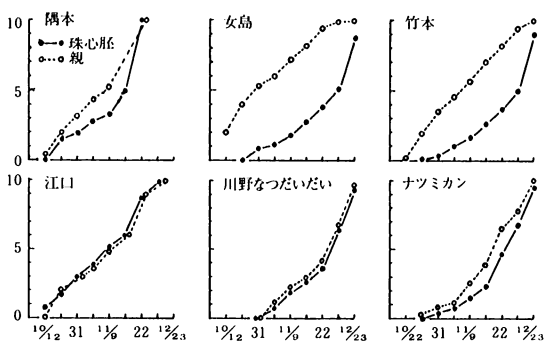 隅本
女島
竹本
10
5
0
珠心胚
親
江口
川野なつだいだい
ナツミカン
10
5
0
10/12 31 11/9 22 12/23
31 11/9 22 12/23
10/22 31 11/9 22 12/23